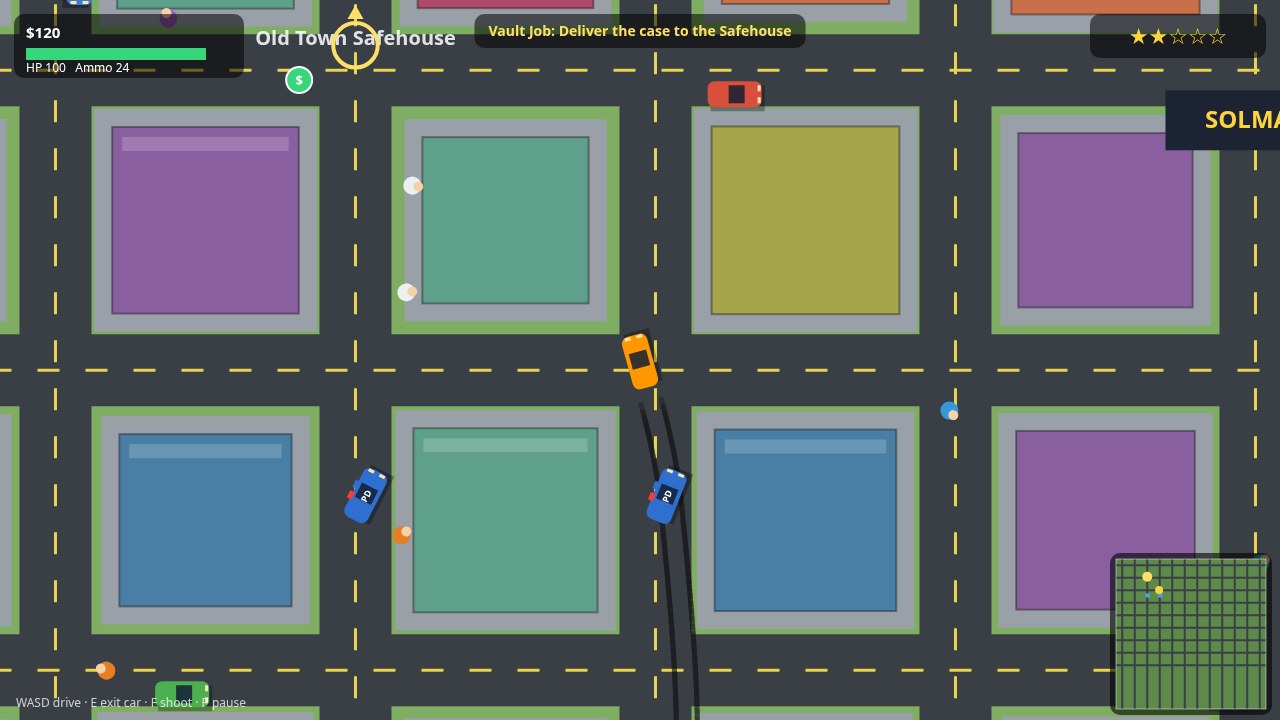 $120
HP 100 Ammo 24
Old Town Safehouse
$
Vault Job: Deliver the case to the Safehouse
★★☆☆☆
SOLMA
PD
PD
WASD drive · E exit car · F shoot · P pause